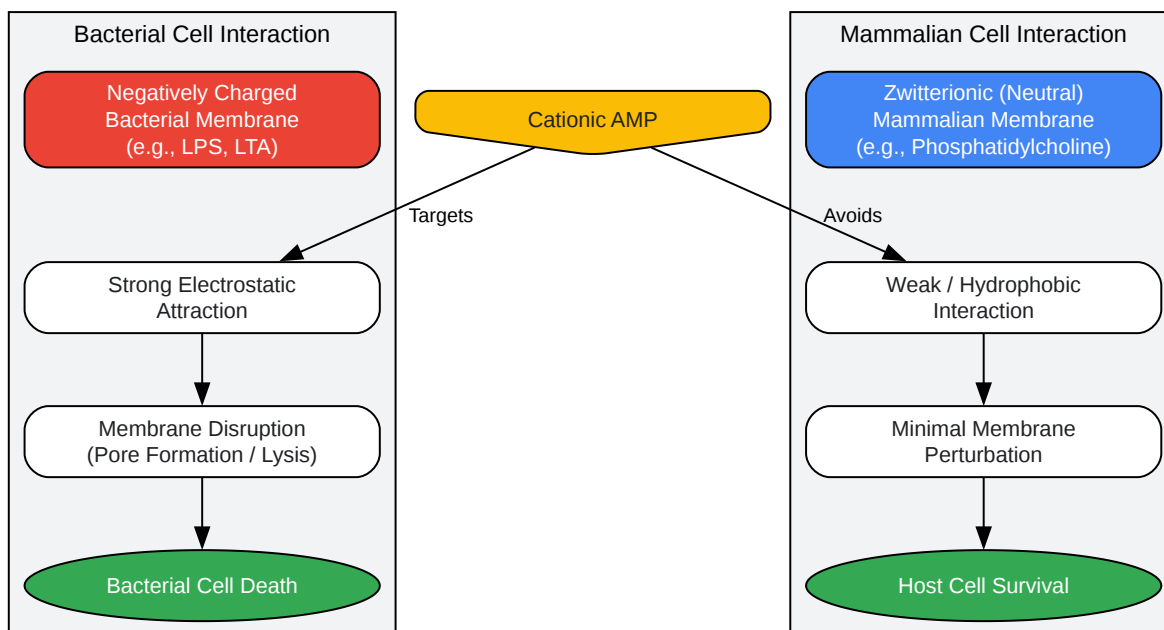 Bacterial Cell Interaction
Negatively Charged
Bacterial Membrane
(e.g., LPS, LTA)
Cationic AMP
Mammalian Cell Interaction
Zwitterionic (Neutral)
Mammalian Membrane
(e.g., Phosphatidylcholine)
Targets
Avoids
Strong Electrostatic
Attraction
Membrane Disruption
(Pore Formation / Lysis)
Bacterial Cell Death
Weak / Hydrophobic
Interaction
Minimal Membrane
Perturbation
Host Cell Survival